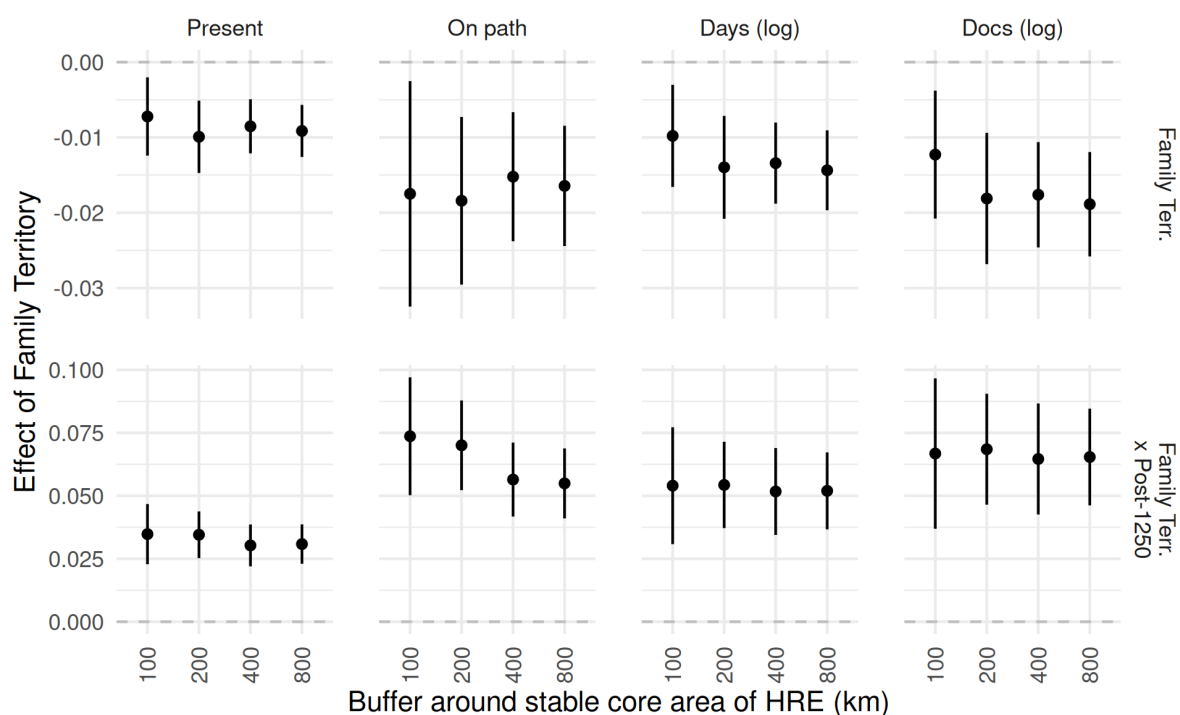 Present On path Days (log) Docs (log)
Effect of Family Territory
0.00
-0.01
-0.02
-0.03
Family Terr.
0.100
0.075
0.050
0.025
0.000
Family Terr.
x Post-1250
100 200 400 800 100 200 400 800 100 200 400 800 100 200 400 800
Buffer around stable core area of HRE (km)